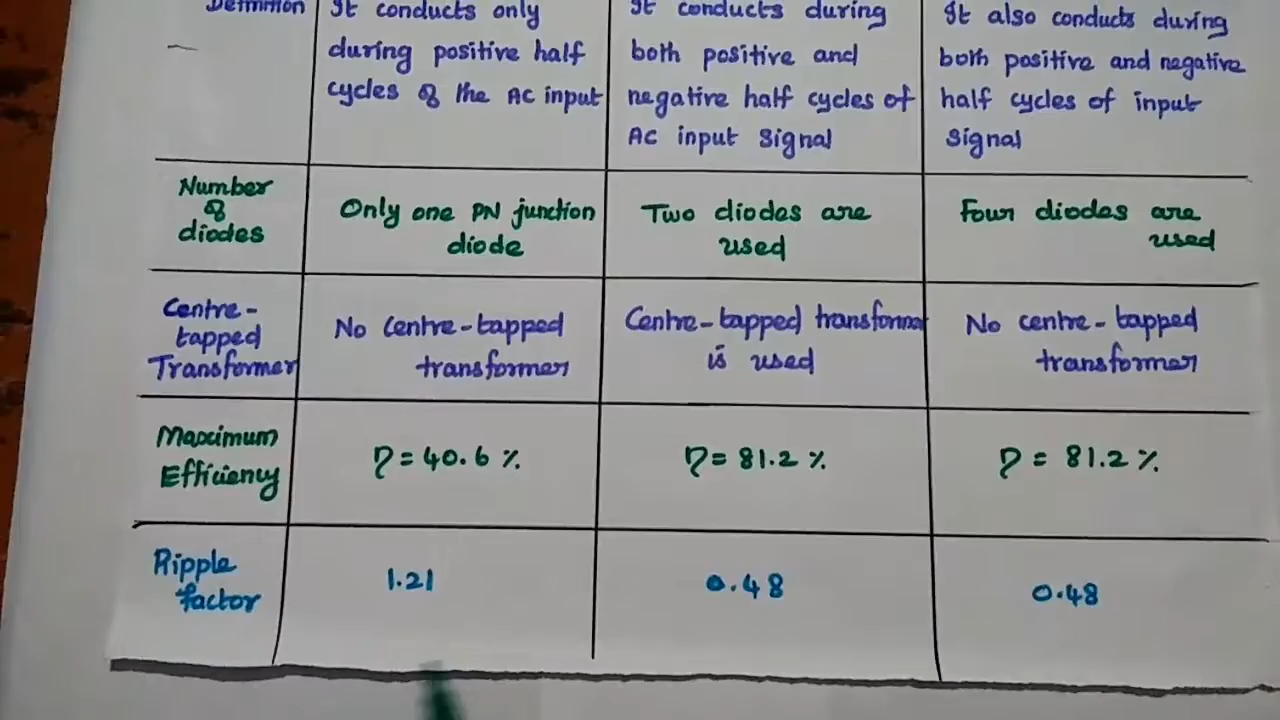 Definition
It conducts only
during positive half
cycles of the AC input
It conducts during
both positive and
negative half cycles of
AC input signal
It also conducts during
both positive and negative
half cycles of input
signal
Number
of
diodes
Only one PN junction
diode
Two diodes are
used
Four diodes are
used
Centre-
tapped
Transformer
No centre-tapped
transformer
Centre-tapped transformer
is used
No centre-tapped
transformer
Maximum
Efficiency
η = 40.6 %
η = 81.2 %
η = 81.2 %
Ripple
factor
1.21
0.48
0.48